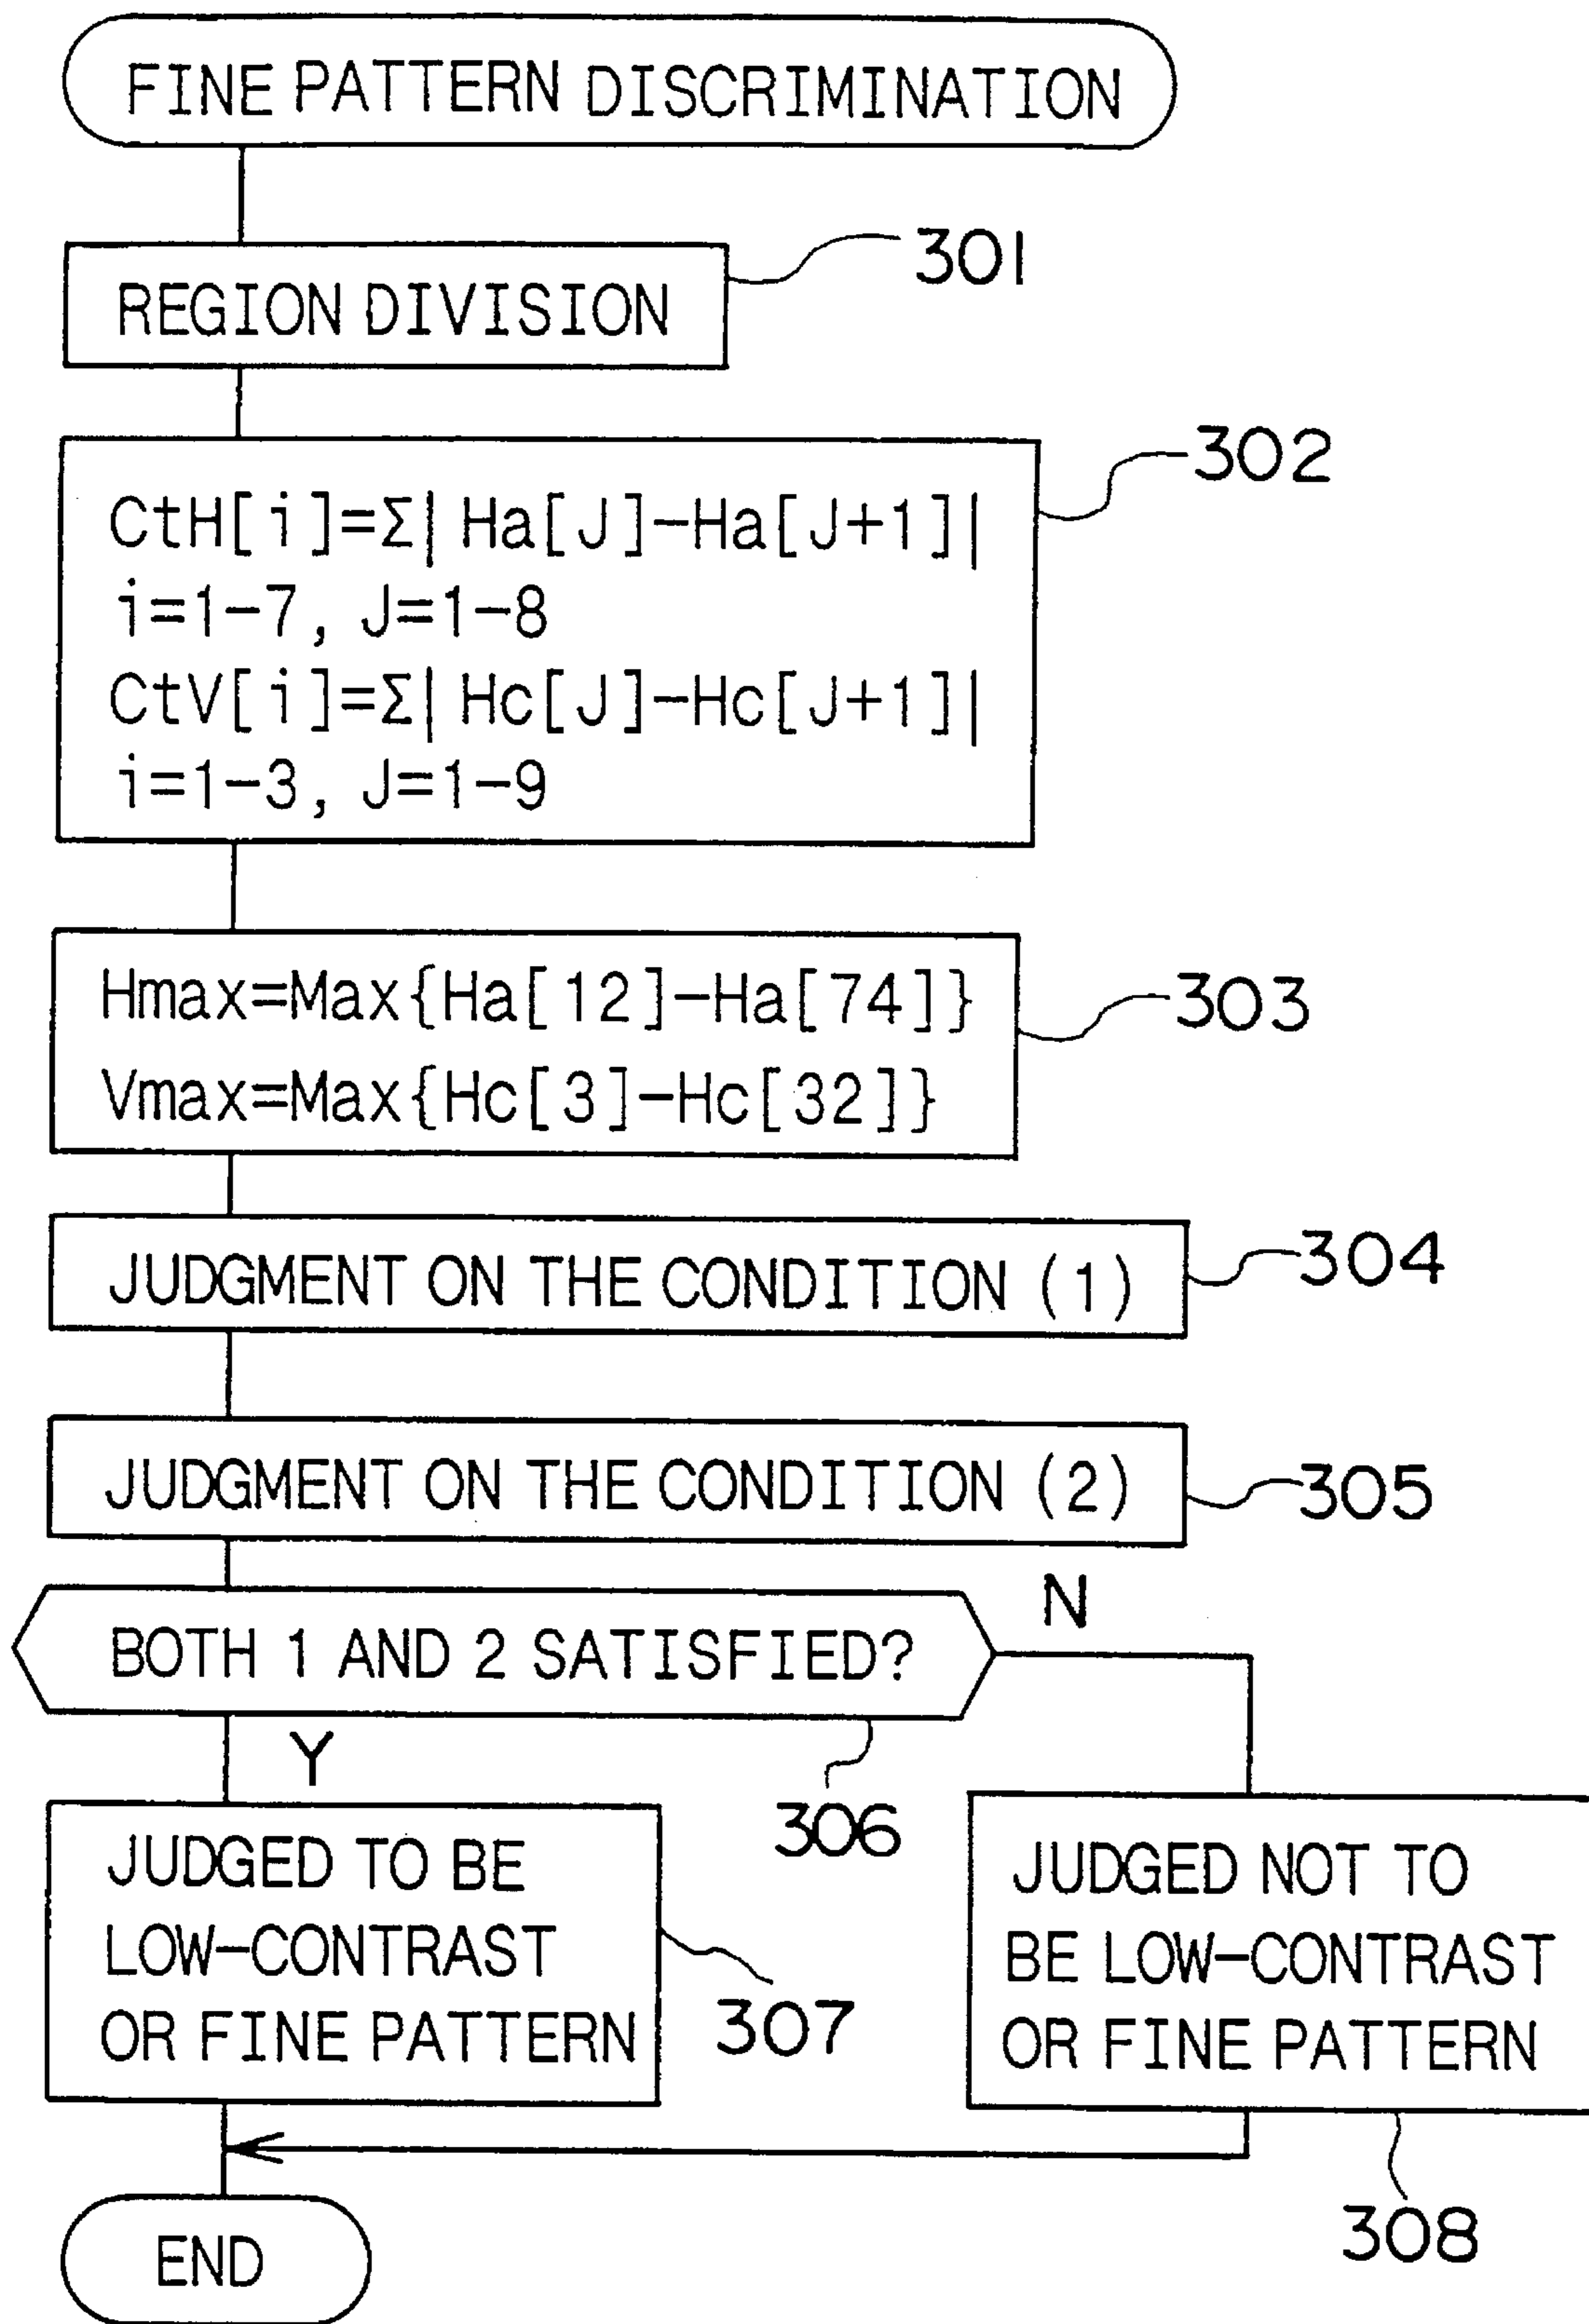 FINE PATTERN DISCRIMINATION
REGION DIVISION
301
CtH[i]=Σ|Ha[J]-Ha[J+1]|
i=1-7, J=1-8
CtV[i]=Σ|Hc[J]-Hc[J+1]|
i=1-3, J=1-9
302
Hmax=Max{Ha[12]-Ha[74]}
Vmax=Max{Hc[3]-Hc[32]}
303
JUDGMENT ON THE CONDITION (1)
304
JUDGMENT ON THE CONDITION (2)
305
BOTH 1 AND 2 SATISFIED?
N
Y
306
JUDGED TO BE
LOW-CONTRAST
OR FINE PATTERN
307
JUDGED NOT TO
BE LOW-CONTRAST
OR FINE PATTERN
308
END